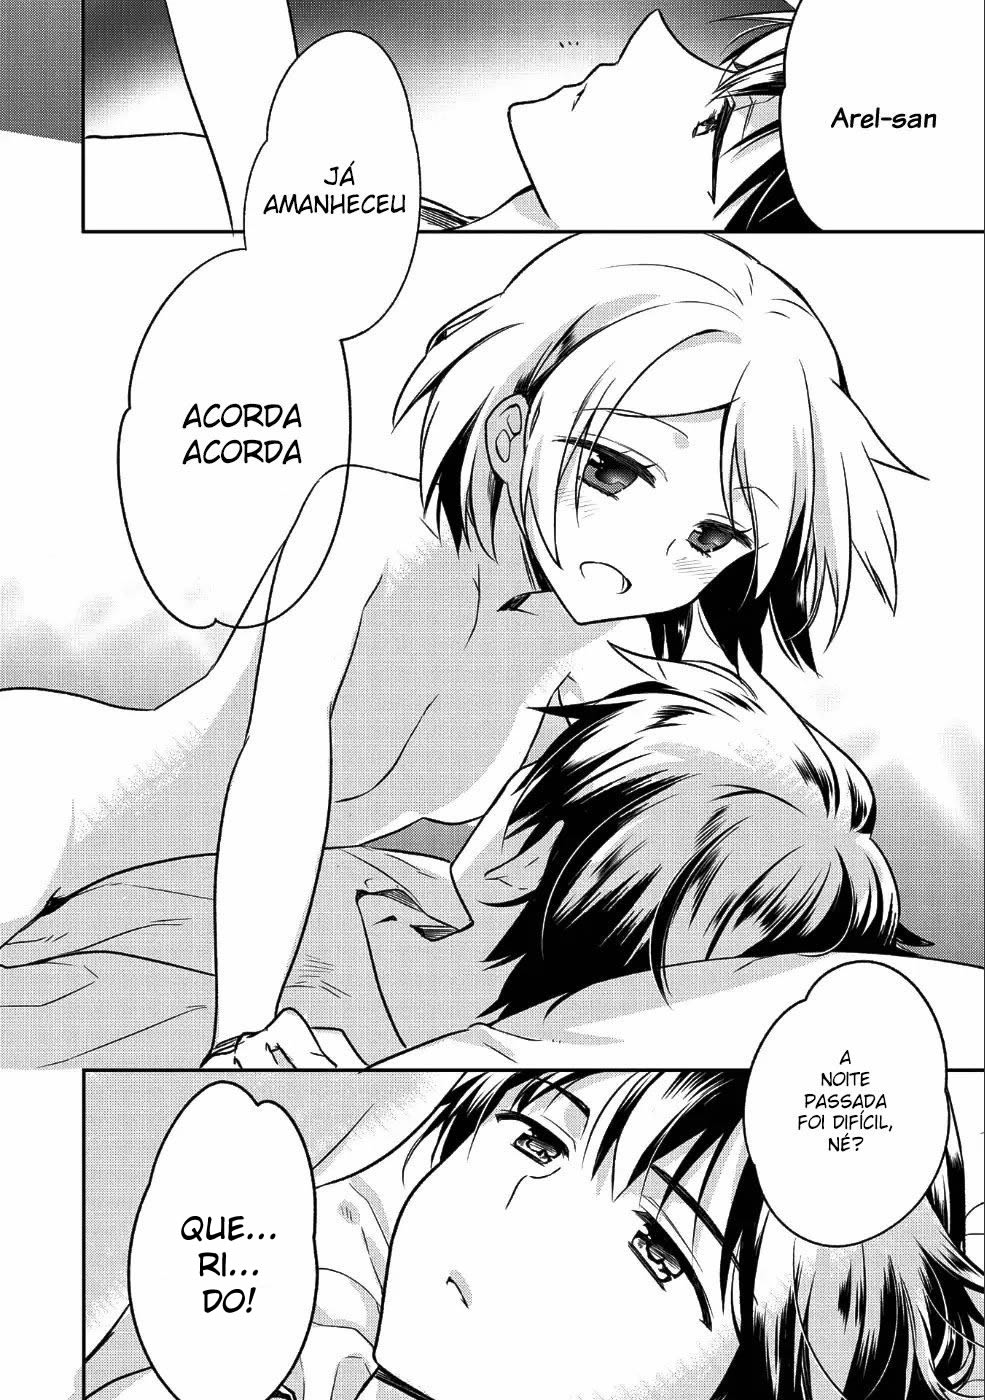 Arel-san
JÁ
AMANHECEU
ACORDA
ACORDA
A
NOITE
PASSADA
FOI DIFÍCIL,
NÉ?
QUE...
RI...
DO!